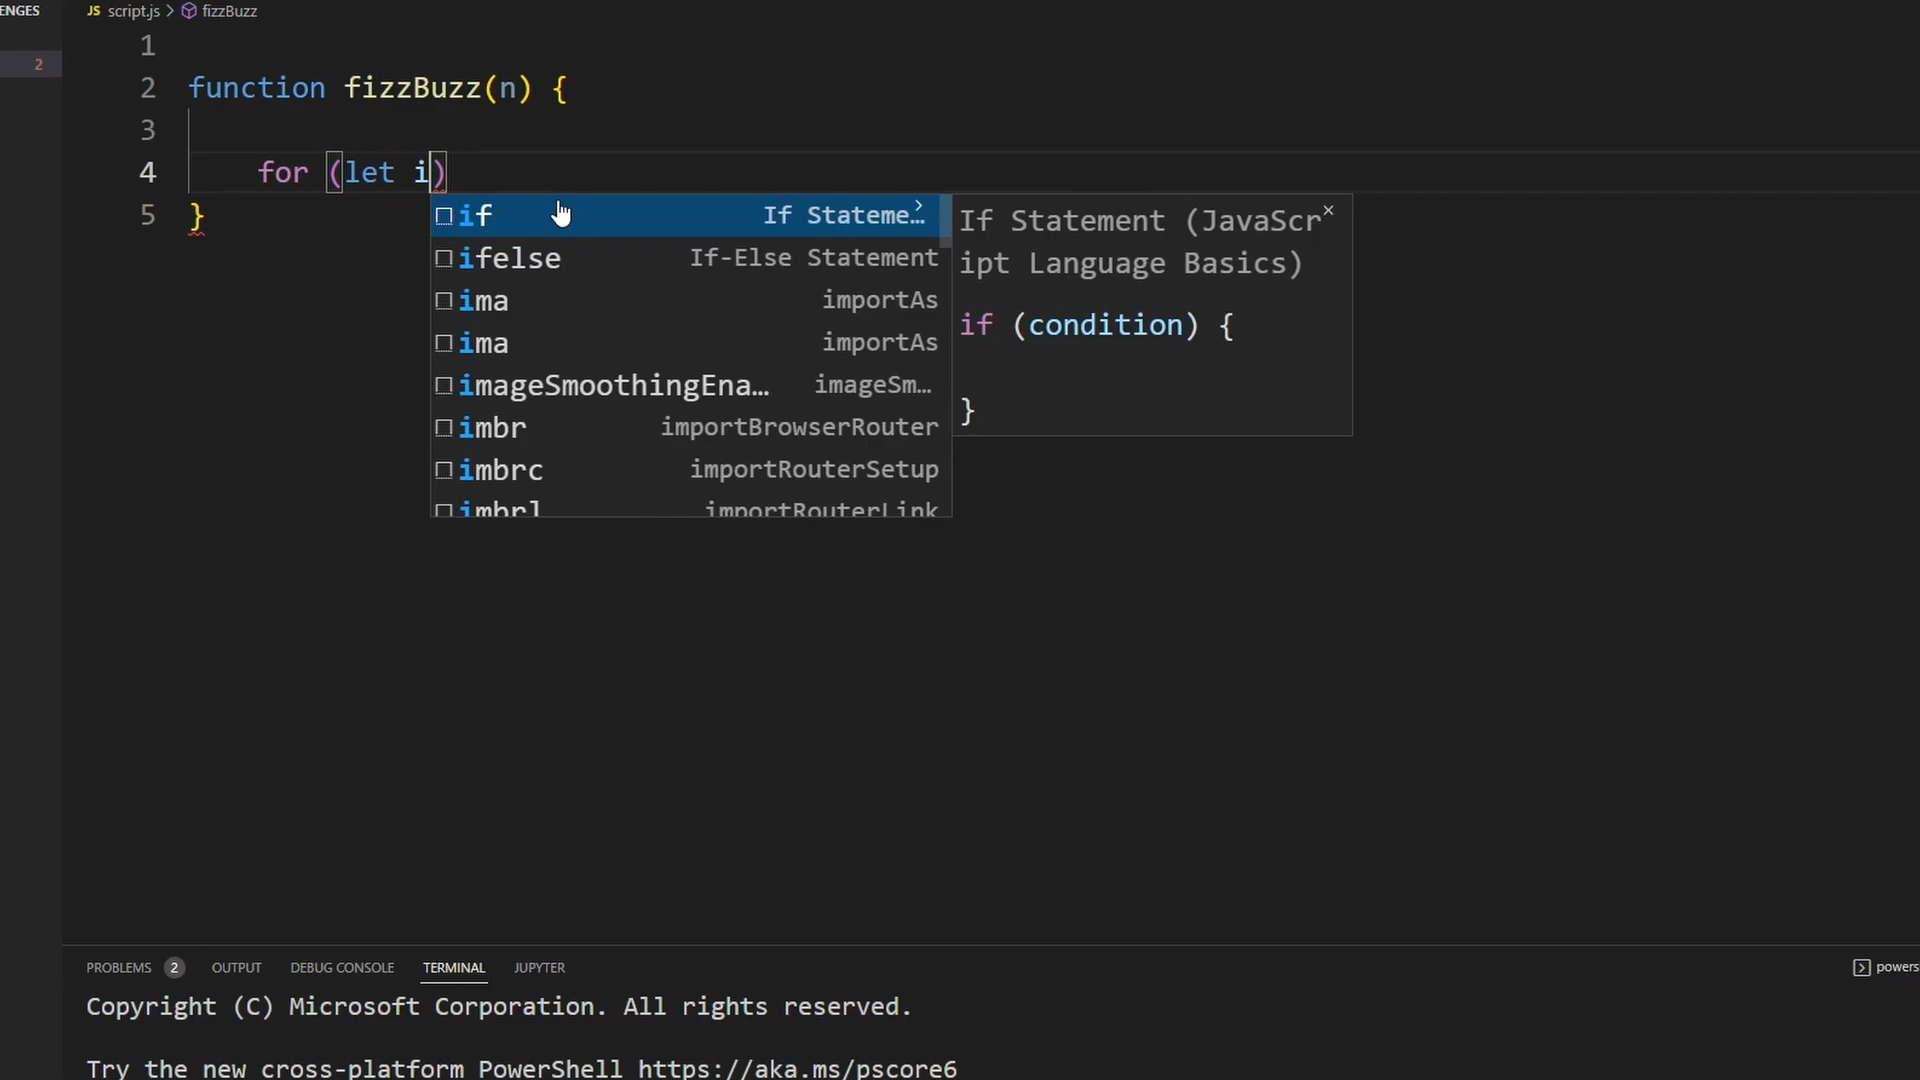 ENGES
JS script.js > fizzBuzz
2
1
2 function fizzBuzz(n) {
3
4 for (let i)
5 }
if If Stateme…
ifelse If-Else Statement
ima importAs
ima importAs
imageSmoothingEna… imageSm…
imbr importBrowserRouter
imbrc importRouterSetup
imbrl importRouterLink
If Statement (JavaScr
ipt Language Basics)
if (condition) {
}
PROBLEMS 2 OUTPUT DEBUG CONSOLE TERMINAL JUPYTER
powersh
Copyright (C) Microsoft Corporation. All rights reserved.
Try the new cross-platform PowerShell https://aka.ms/pscore6